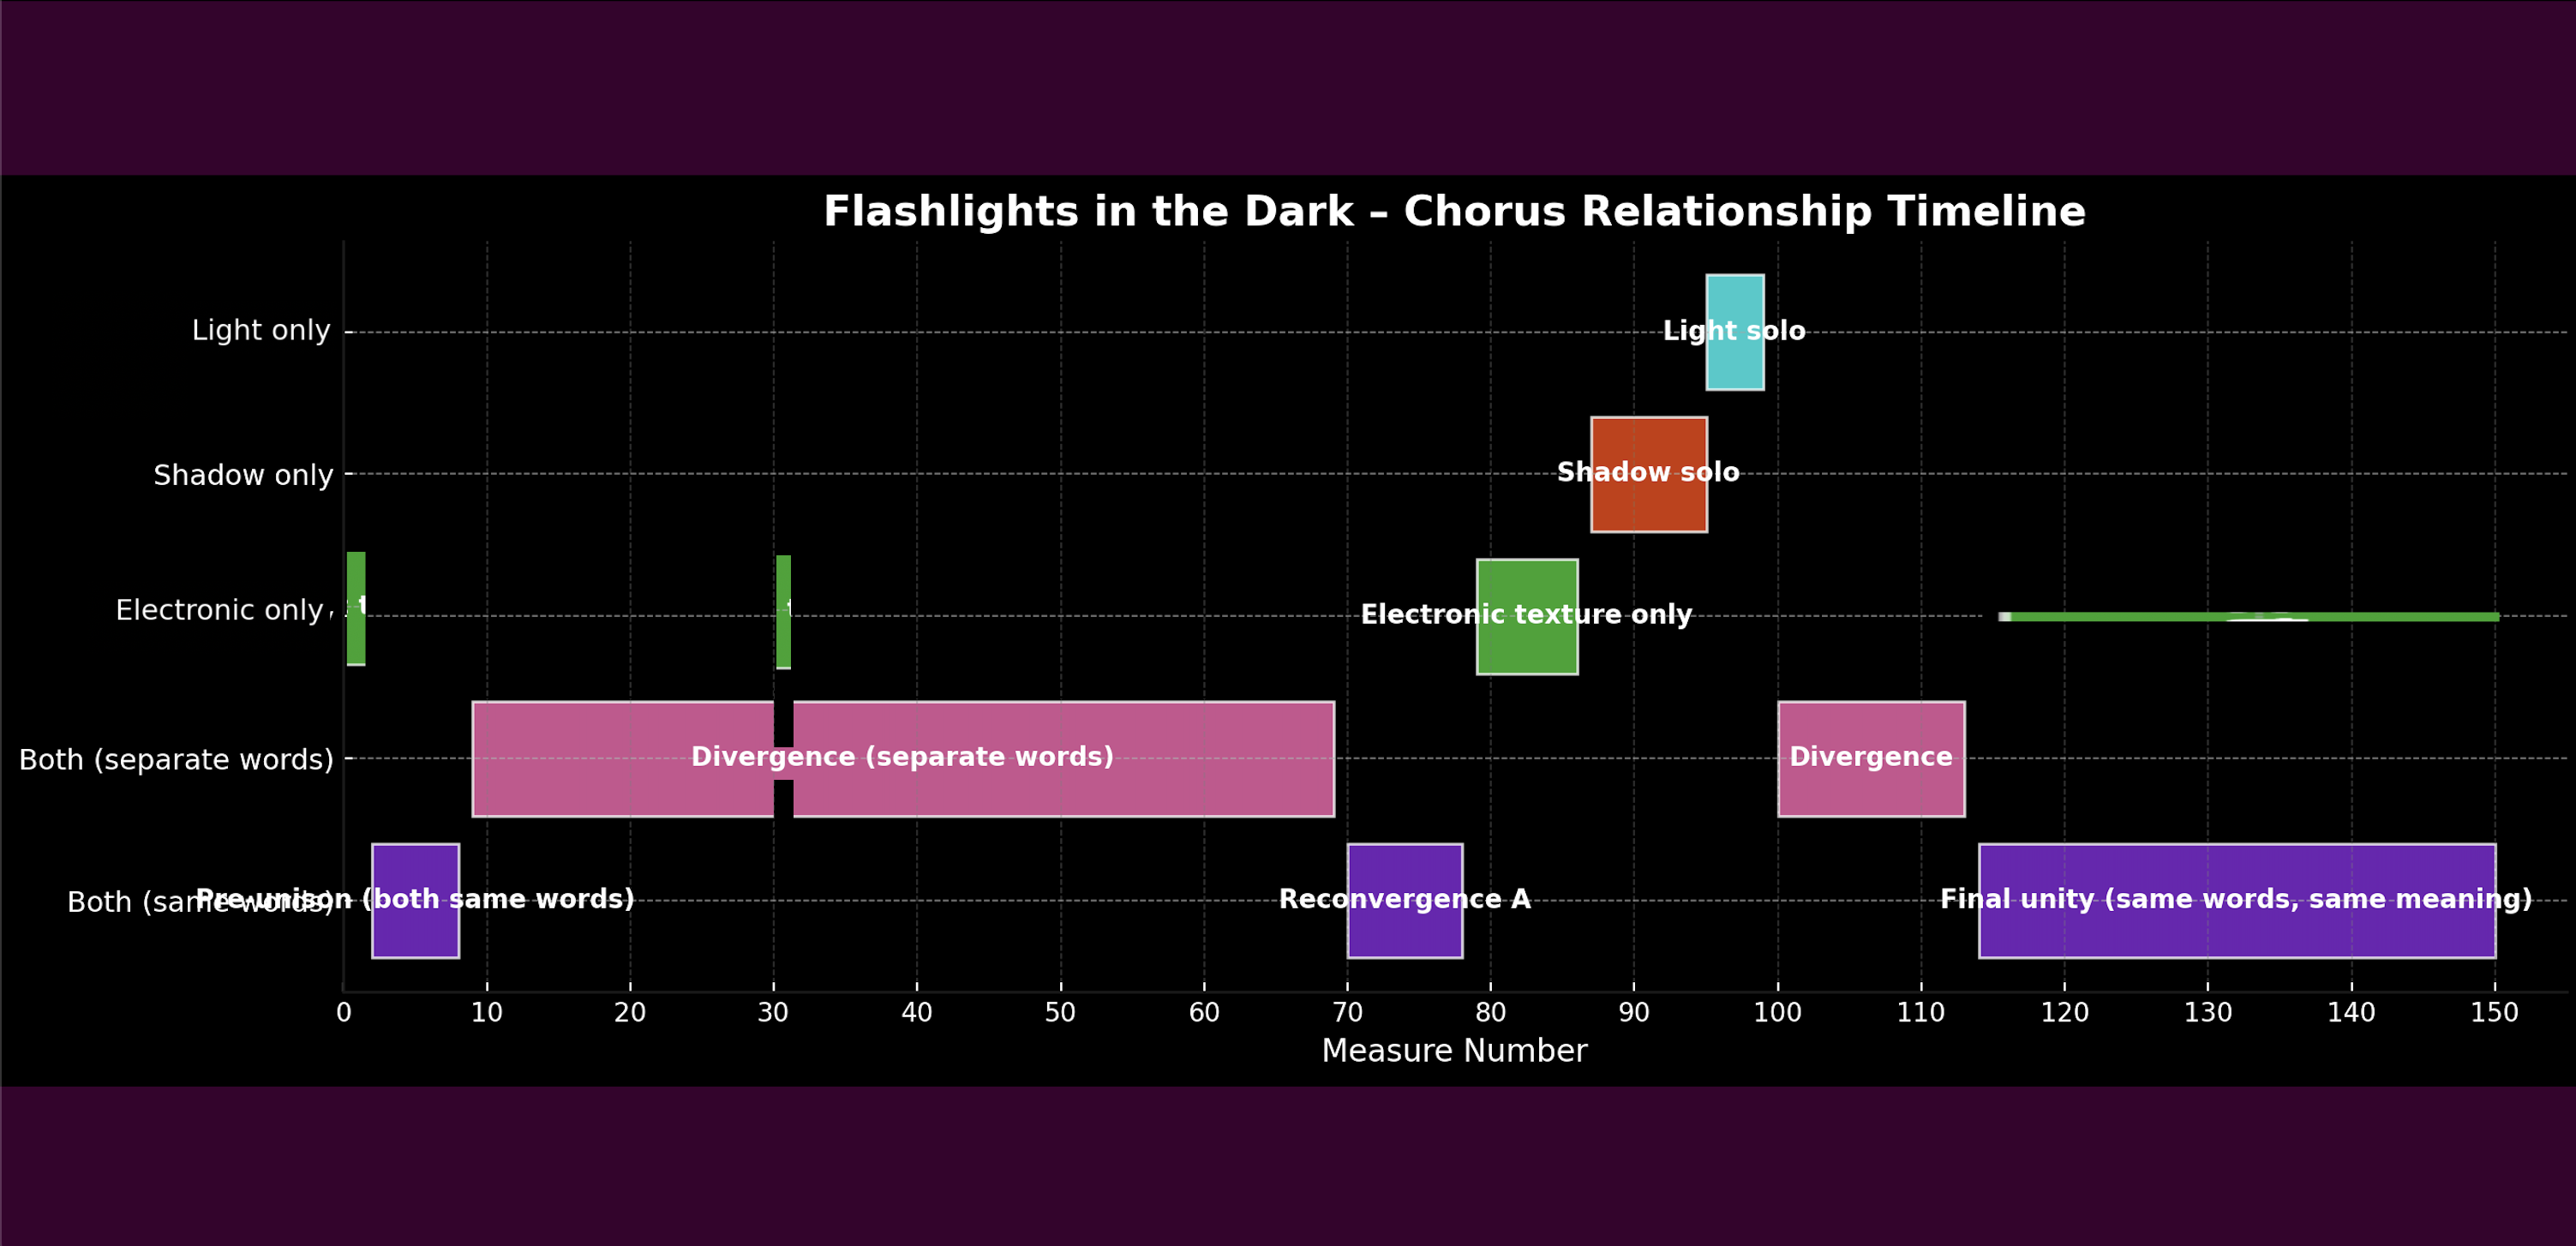 Flashlights in the Dark – Chorus Relationship Timeline
Light only
Light solo
Shadow only
Shadow solo
Electronic only
Electronic texture only
Both (separate words)
Divergence (separate words)
Divergence
Both (same words)
Pre-unison (both same words)
Reconvergence A
Final unity (same words, same meaning)
0 10 20 30 40 50 60 70 80 90 100 110 120 130 140 150
Measure Number